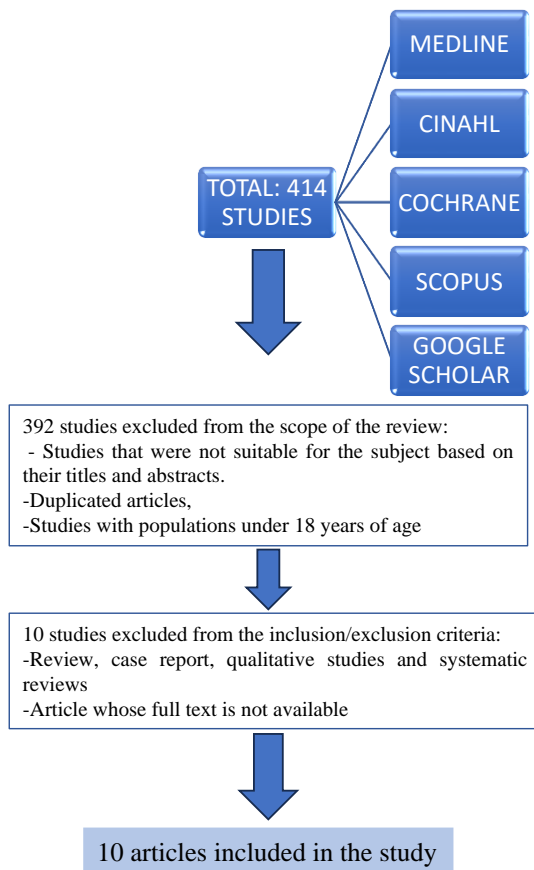 MEDLINE
CINAHL
TOTAL: 414
STUDIES
COCHRANE
SCOPUS
GOOGLE
SCHOLAR
392 studies excluded from the scope of the review:
- Studies that were not suitable for the subject based on
their titles and abstracts.
-Duplicated articles,
-Studies with populations under 18 years of age
10 studies excluded from the inclusion/exclusion criteria:
-Review, case report, qualitative studies and systematic
reviews
-Article whose full text is not available
10 articles included in the study